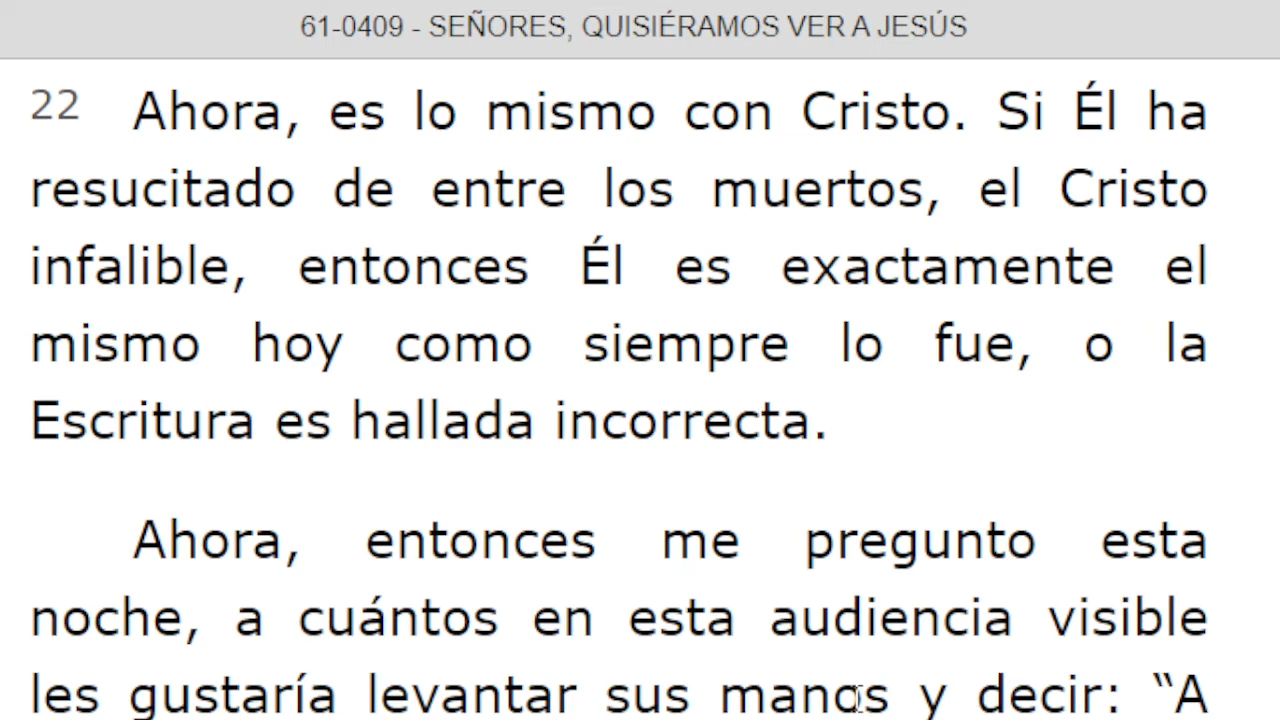 61-0409 - SEÑORES, QUISIÉRAMOS VER A JESÚS
22 Ahora, es lo mismo con Cristo. Si Él ha
resucitado de entre los muertos, el Cristo
infalible, entonces Él es exactamente el
mismo hoy como siempre lo fue, o la
Escritura es hallada incorrecta.
Ahora, entonces me pregunto esta
noche, a cuántos en esta audiencia visible
les gustaría levantar sus manos y decir: “A